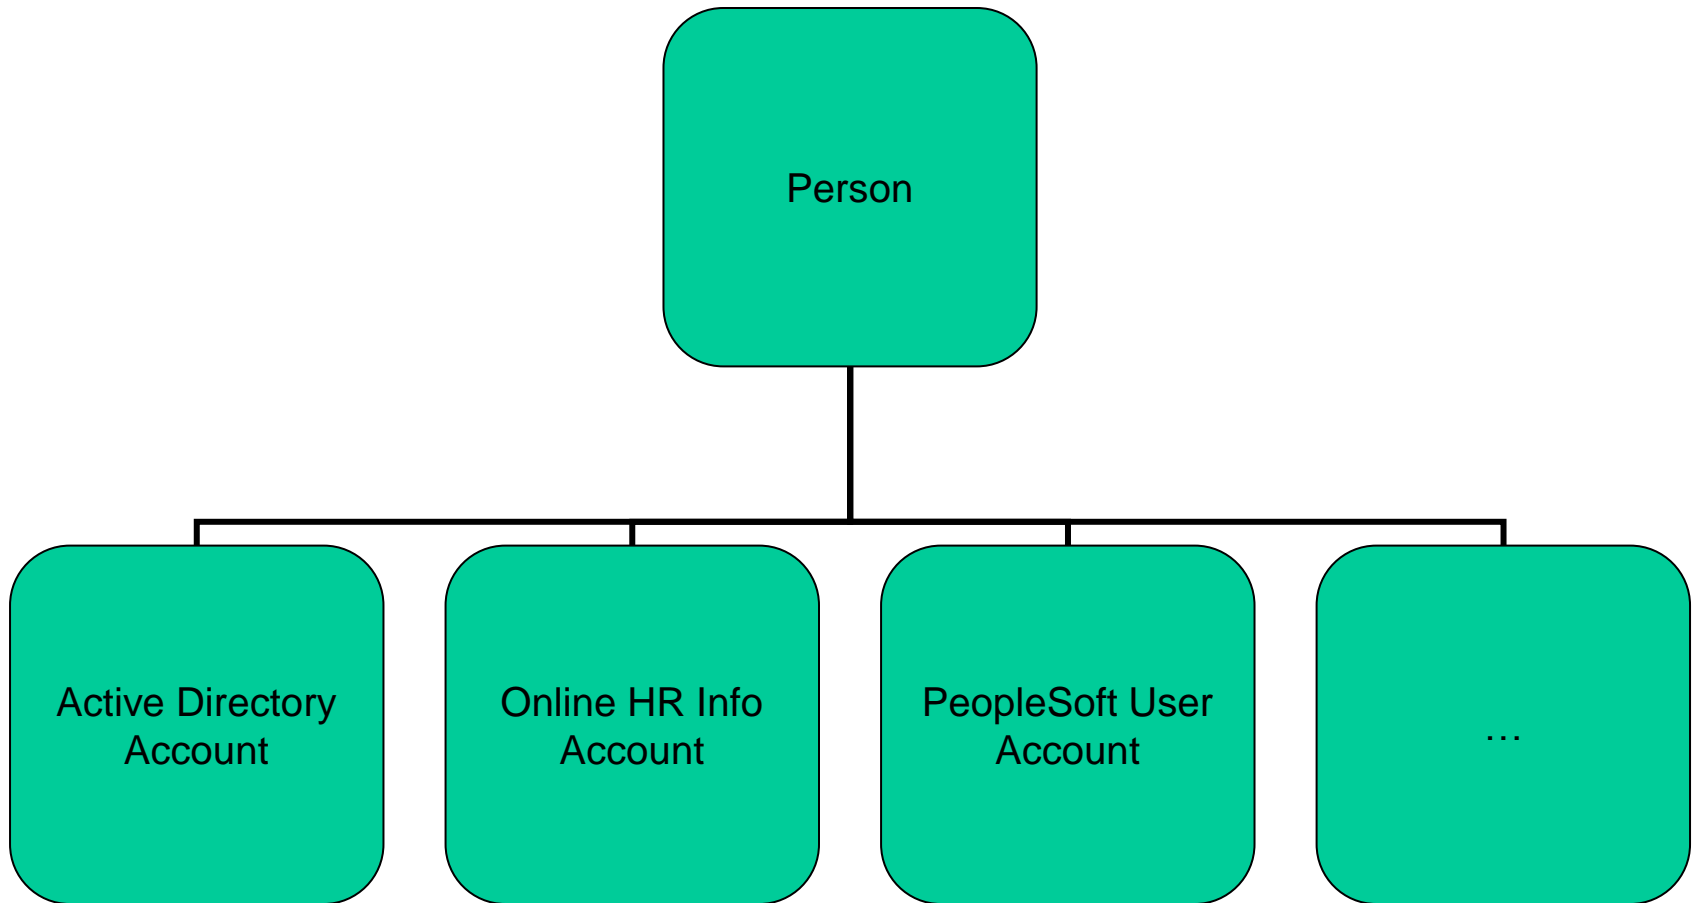 Person
Active Directory
Account
Online HR Info
Account
PeopleSoft User
Account
…